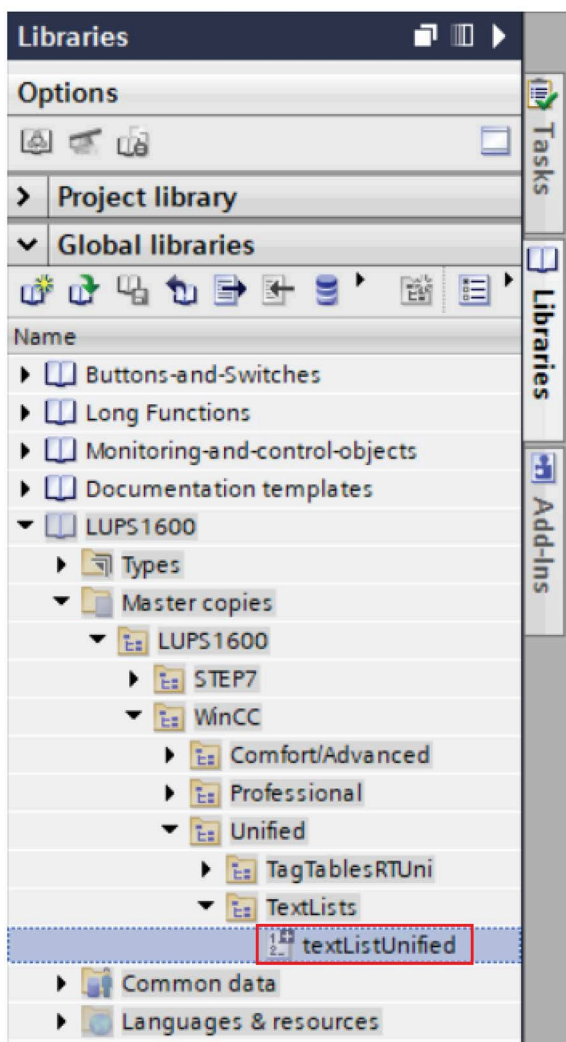 Libraries
Options
Project library
Global libraries
Name
Buttons-and-Switches
Long Functions
Monitoring-and-control-objects
Documentation templates
LUPS1600
Types
Master copies
LUPS1600
STEP7
WinCC
Comfort/Advanced
Professional
Unified
TagTablesRTUni
TextLists
textListUnified
Common data
Languages & resources
Tasks
Libraries
Add-Ins